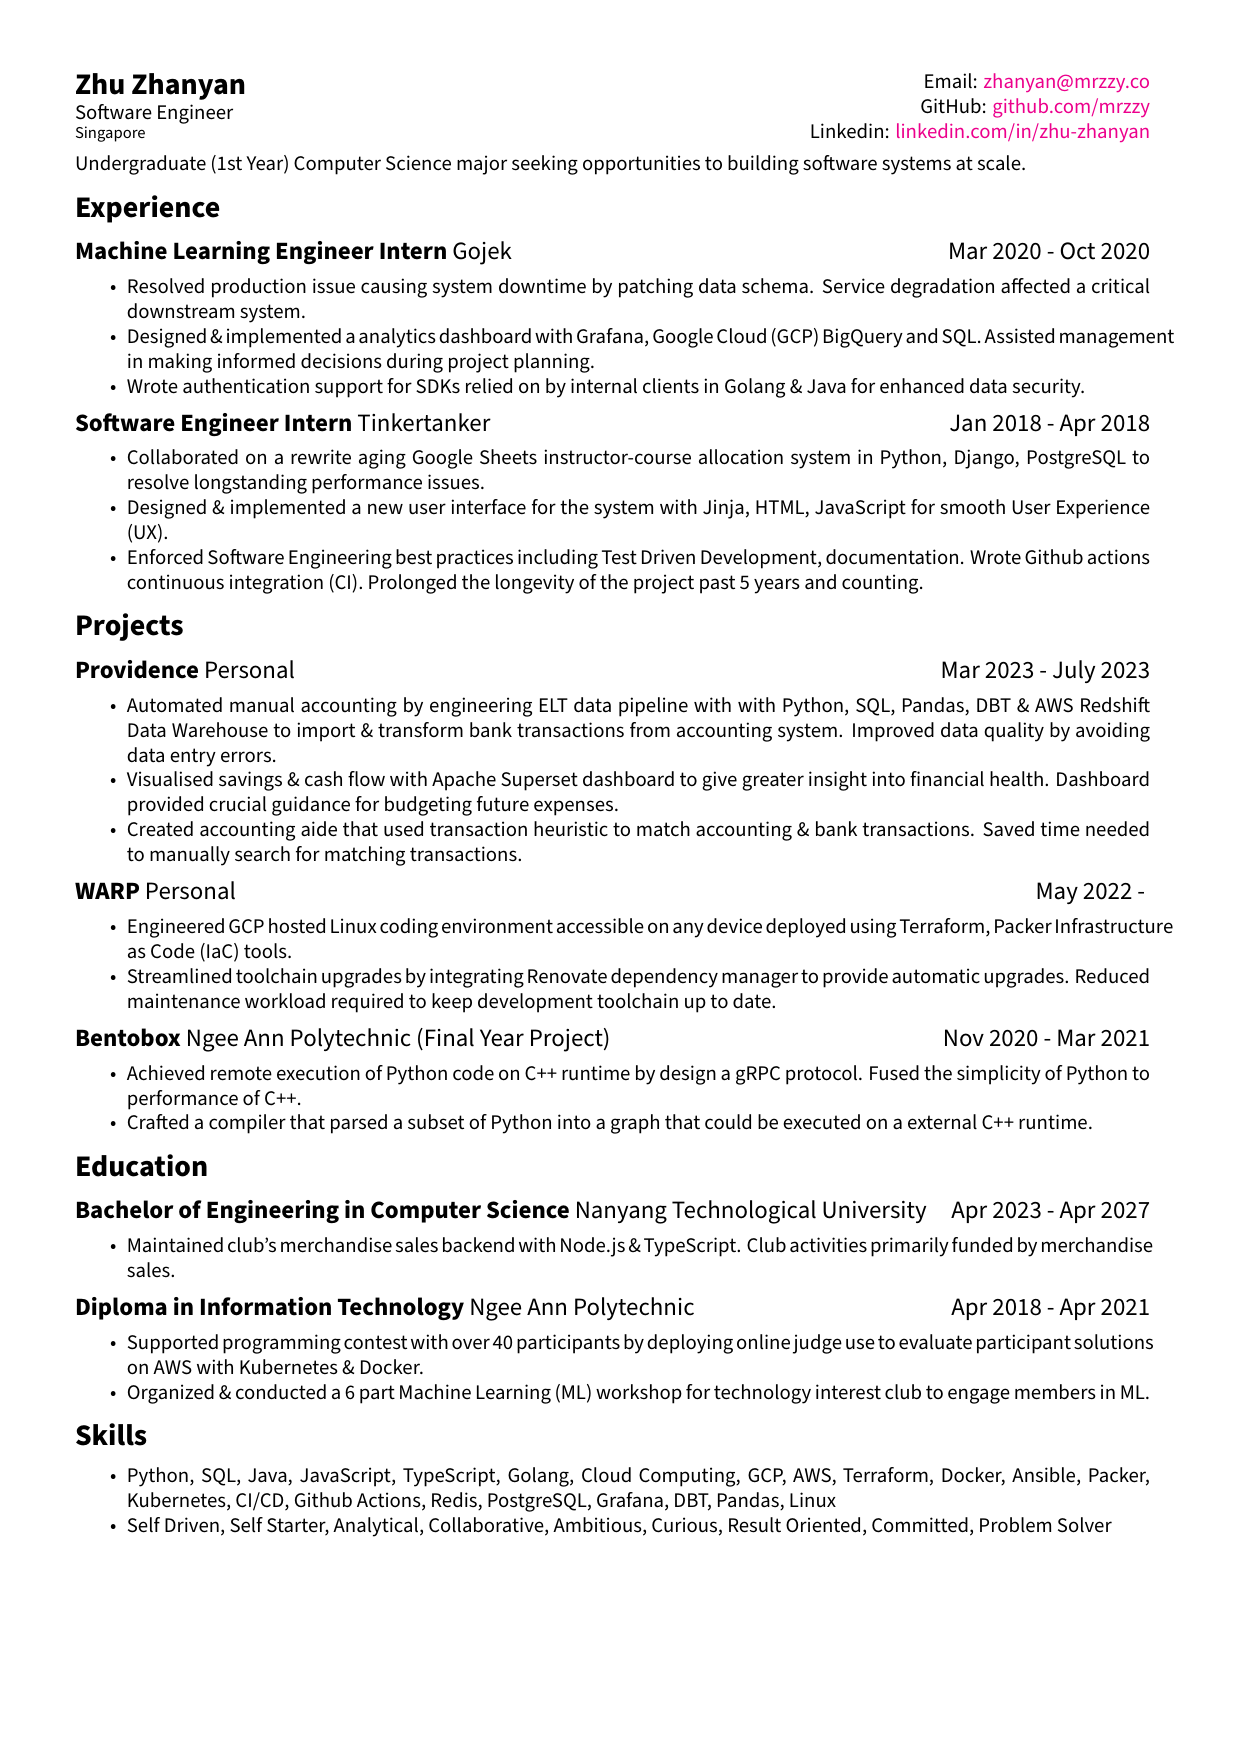 Zhu Zhanyan
Software Engineer
Singapore
Email: zhanyan@mrzzy.co
GitHub: github.com/mrzzy
Linkedin: linkedin.com/in/zhu-zhanyan
Undergraduate (1st Year) Computer Science major seeking opportunities to building software systems at scale.
Experience
Machine Learning Engineer Intern Gojek Mar 2020 - Oct 2020
• Resolved production issue causing system downtime by patching data schema. Service degradation affected a critical
downstream system.
• Designed & implemented a analytics dashboard with Grafana, Google Cloud (GCP) BigQuery and SQL. Assisted management
in making informed decisions during project planning.
• Wrote authentication support for SDKs relied on by internal clients in Golang & Java for enhanced data security.
Software Engineer Intern Tinkertanker Jan 2018 - Apr 2018
• Collaborated on a rewrite aging Google Sheets instructor-course allocation system in Python, Django, PostgreSQL to
resolve longstanding performance issues.
• Designed & implemented a new user interface for the system with Jinja, HTML, JavaScript for smooth User Experience
(UX).
• Enforced Software Engineering best practices including Test Driven Development, documentation. Wrote Github actions
continuous integration (CI). Prolonged the longevity of the project past 5 years and counting.
Projects
Providence Personal Mar 2023 - July 2023
• Automated manual accounting by engineering ELT data pipeline with with Python, SQL, Pandas, DBT & AWS Redshift
Data Warehouse to import & transform bank transactions from accounting system. Improved data quality by avoiding
data entry errors.
• Visualised savings & cash flow with Apache Superset dashboard to give greater insight into financial health. Dashboard
provided crucial guidance for budgeting future expenses.
• Created accounting aide that used transaction heuristic to match accounting & bank transactions. Saved time needed
to manually search for matching transactions.
WARP Personal May 2022 -
• Engineered GCP hosted Linux coding environment accessible on any device deployed using Terraform, Packer Infrastructure
as Code (IaC) tools.
• Streamlined toolchain upgrades by integrating Renovate dependency manager to provide automatic upgrades. Reduced
maintenance workload required to keep development toolchain up to date.
Bentobox Ngee Ann Polytechnic (Final Year Project) Nov 2020 - Mar 2021
• Achieved remote execution of Python code on C++ runtime by design a gRPC protocol. Fused the simplicity of Python to
performance of C++.
• Crafted a compiler that parsed a subset of Python into a graph that could be executed on a external C++ runtime.
Education
Bachelor of Engineering in Computer Science Nanyang Technological University Apr 2023 - Apr 2027
• Maintained club’s merchandise sales backend with Node.js & TypeScript. Club activities primarily funded by merchandise
sales.
Diploma in Information Technology Ngee Ann Polytechnic Apr 2018 - Apr 2021
• Supported programming contest with over 40 participants by deploying online judge use to evaluate participant solutions
on AWS with Kubernetes & Docker.
• Organized & conducted a 6 part Machine Learning (ML) workshop for technology interest club to engage members in ML.
Skills
• Python, SQL, Java, JavaScript, TypeScript, Golang, Cloud Computing, GCP, AWS, Terraform, Docker, Ansible, Packer,
Kubernetes, CI/CD, Github Actions, Redis, PostgreSQL, Grafana, DBT, Pandas, Linux
• Self Driven, Self Starter, Analytical, Collaborative, Ambitious, Curious, Result Oriented, Committed, Problem Solver